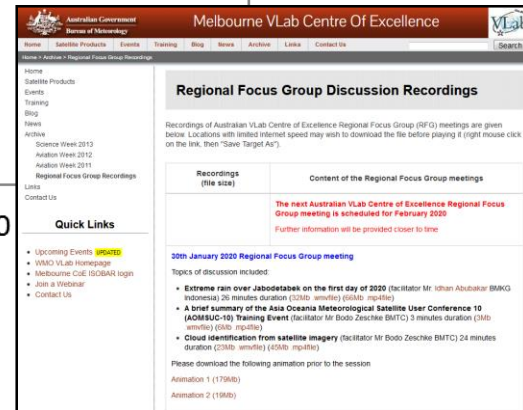 Australian Government
Bureau of Meteorology
Melbourne VLab Centre Of Excellence
VLab
Home Satellite Products Events Training Blog News Archive Links Contact Us
Search
Home > Archive > Regional Focus Group Recordings
Home
Satellite Products
Events
Training
Blog
News
Archive
Science Week 2013
Aviation Week 2012
Aviation Week 2011
Regional Focus Group Recordings
Links
Contact Us
0
Quick Links
Upcoming Events UPDATED
WMO VLab Homepage
Melbourne CoE ISOBAR login
Join a Webinar
Contact Us
Regional Focus Group Discussion Recordings
Recordings of Australian VLab Centre of Excellence Regional Focus Group (RFG) meetings are given
below. Locations with limited internet speed may wish to download the file before playing it (right mouse click
on the link, then "Save Target As").
Recordings
(file size)
Content of the Regional Focus Group meetings
The next Australian VLab Centre of Excellence Regional Focus
Group meeting is scheduled for February 2020
Further information will be provided closer to time
30th January 2020 Regional Focus Group meeting
Topics of discussion included:
Extreme rain over Jabodetabek on the first day of 2020 (facilitator Mr. Idhan Abubakar BMKG
Indonesia) 26 minutes duration (32Mb wmvfile) (66Mb mp4file)
A brief summary of the Asia Oceania Meteorological Satellite User Conference 10
(AOMSUC-10) Training Event (facilitator Mr Bodo Zeschke BMTC) 3 minutes duration (3Mb
wmvfile) (6Mb mp4file)
Cloud identification from satellite imagery (facilitator Mr Bodo Zeschke BMTC) 24 minutes
duration (23Mb wmvfile) (45Mb mp4file)
Please download the following animation prior to the session
Animation 1 (179Mb)
Animation 2 (19Mb)